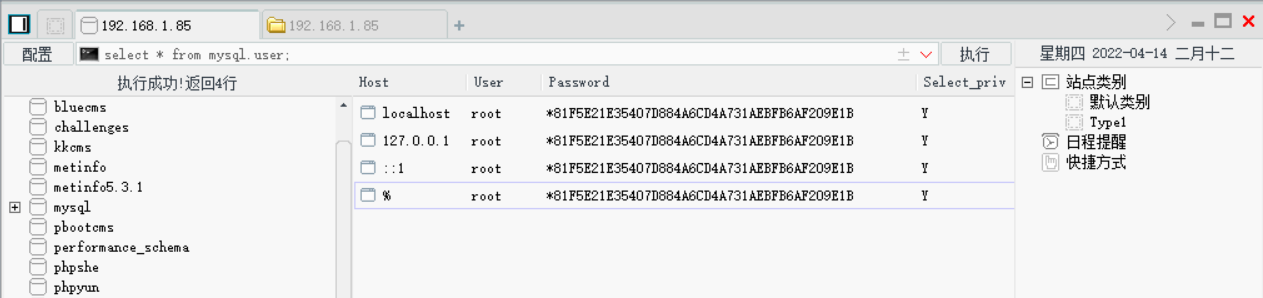 192.168.1.85
192.168.1.85
配置
select * from mysql.user;
执行
星期四 2022-04-14 二月十二
执行成功!返回4行
bluecms
challenges
kkcms
metinfo
metinfo5.3.1
mysql
pbootcms
performance_schema
phpshe
phpyun
Host User Password Select_priv
localhost root *81F5E21E35407D884A6CD4A731AEBFB6AF209E1B Y
127.0.0.1 root *81F5E21E35407D884A6CD4A731AEBFB6AF209E1B Y
::1 root *81F5E21E35407D884A6CD4A731AEBFB6AF209E1B Y
% root *81F5E21E35407D884A6CD4A731AEBFB6AF209E1B Y
站点类别
默认类别
Type1
日程提醒
快捷方式